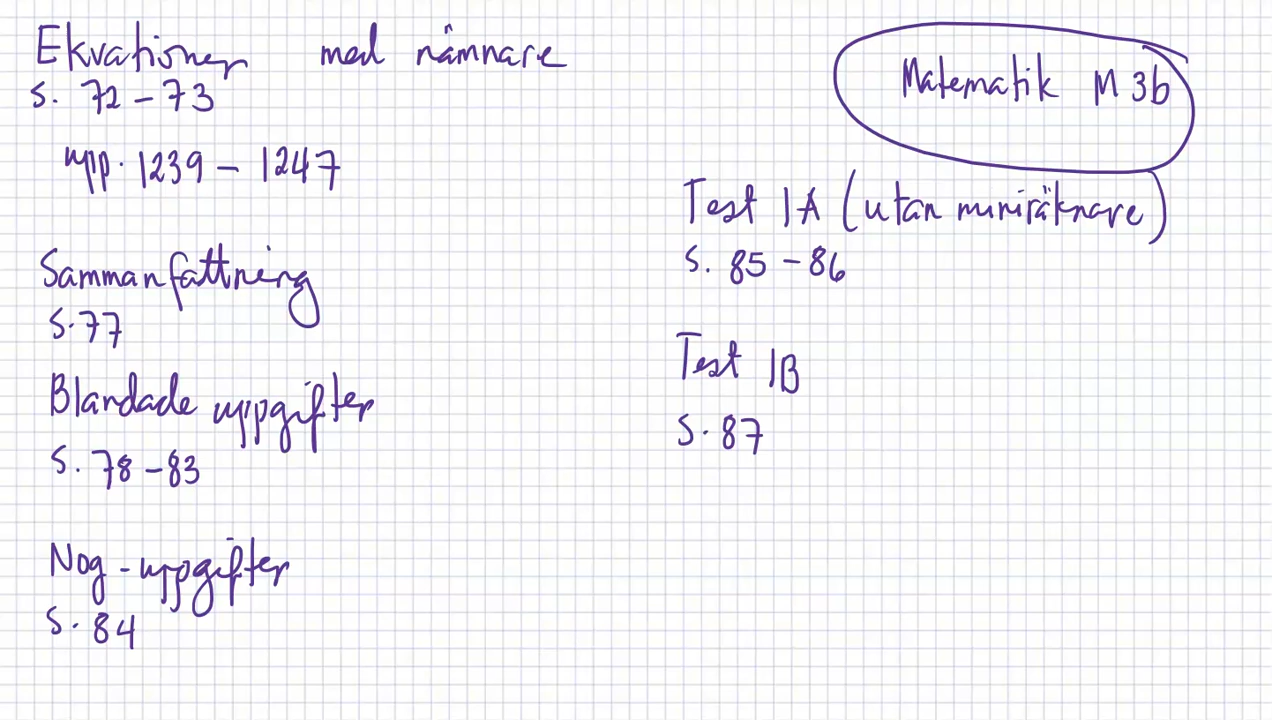 Ekvationer med nämnare
s. 72 - 73
upp. 1239 - 1247
Sammanfattning
s. 77
Blandade uppgifter
s. 78 - 83
Nog - uppgifter
s. 84
Matematik M 3b
Test 1A (utan miniräknare)
s. 85 - 86
Test 1B
s. 87